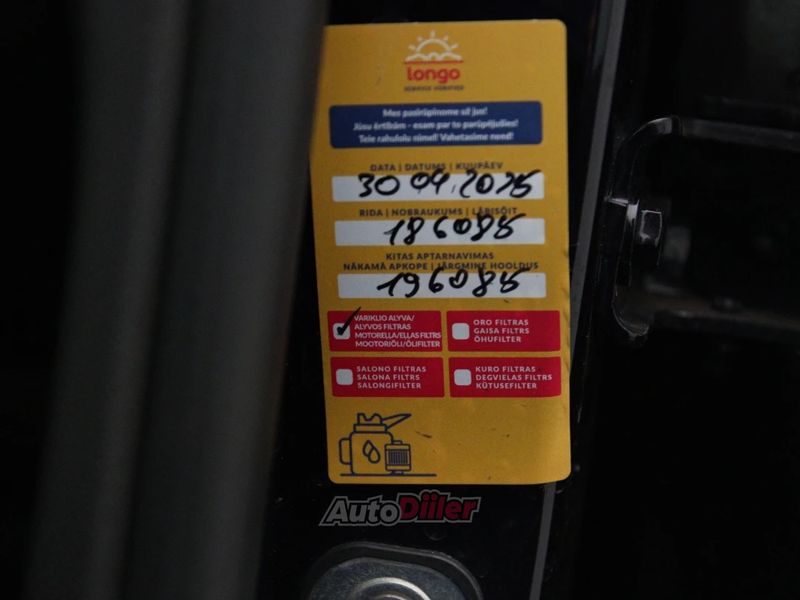 longo
SERVICE VERIFIED
Mes pasirūpinome už jus!
Jūsu ērtībām - esam par to parūpējušies!
Teie rahulolu nimel! Vahetasime need!
DATA | DATUMS | KUUPÄEV
30 04.2025
RIDA | NOBRAUKUMS | LÄBISÕIT
186085
KITAS APTARNAVIMAS
NĀKAMĀ APKOPE | JÄRGMINE HOOLDUS
196085
VARIKLIO ALYVA/
ALYVOS FILTRAS
MOTOREĻĻA/EĻĻAS FILTRS
MOOTORIÕLI/ÕLIFILTER
ORO FILTRAS
GAISA FILTRS
ÕHUFILTER
SALONO FILTRAS
SALONA FILTRS
SALONGIFILTER
KURO FILTRAS
DEGVIELAS FILTRS
KÜTUSEFILTER
AutoDiiler